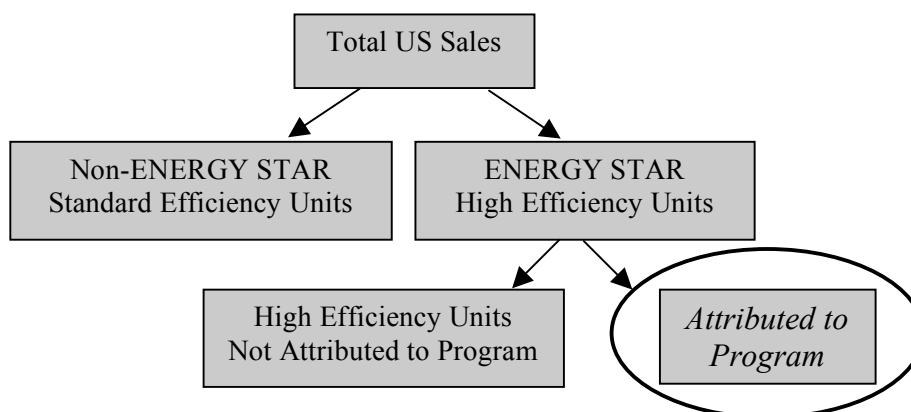 Total US Sales
Non-ENERGY STAR
Standard Efficiency Units
ENERGY STAR
High Efficiency Units
High Efficiency Units
Not Attributed to Program
Attributed to
Program